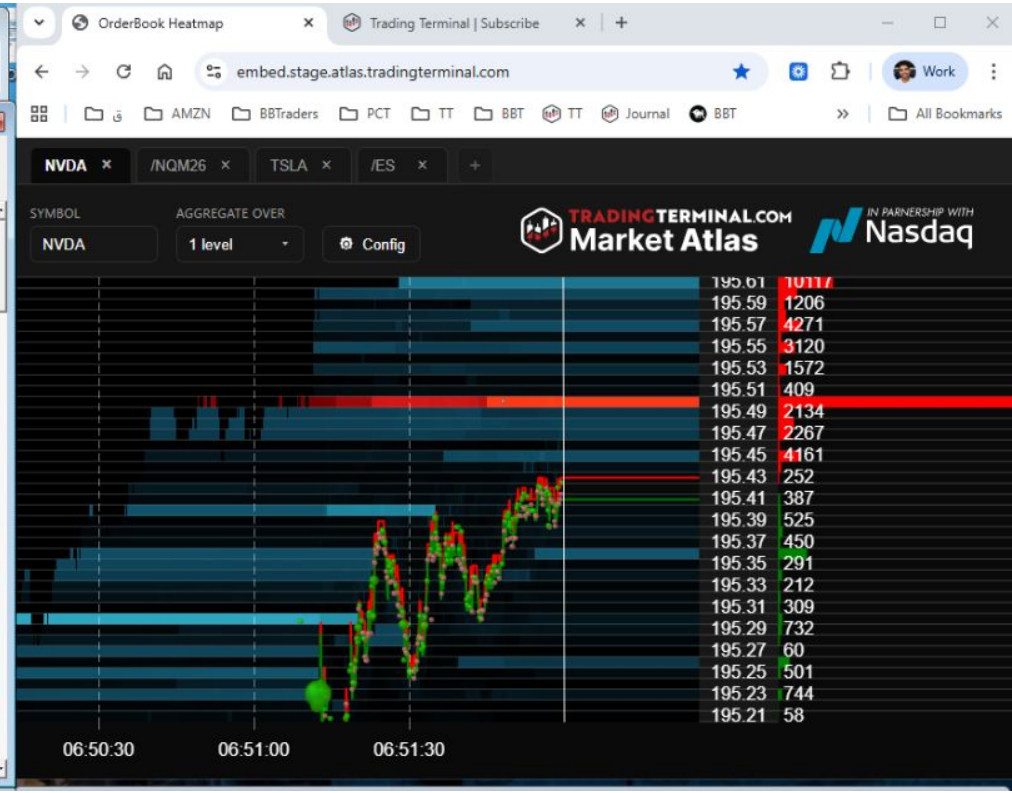 OrderBook Heatmap
Trading Terminal | Subscribe
embed.stage.atlas.tradingterminal.com
Work
ق
AMZN
BBTraders
PCT
TT
BBT
TT
Journal
BBT
All Bookmarks
NVDA
/NQM26
TSLA
/ES
SYMBOL
AGGREGATE OVER
NVDA
1 level
Config
TRADINGTERMINAL.COM
Market Atlas
IN PARNERSHIP WITH
Nasdaq
195.61 10117
195.59 1206
195.57 4271
195.55 3120
195.53 1572
195.51 409
195.49 2134
195.47 2267
195.45 4161
195.43 252
195.41 387
195.39 525
195.37 450
195.35 291
195.33 212
195.31 309
195.29 732
195.27 60
195.25 501
195.23 744
195.21 58
06:50:30 06:51:00 06:51:30